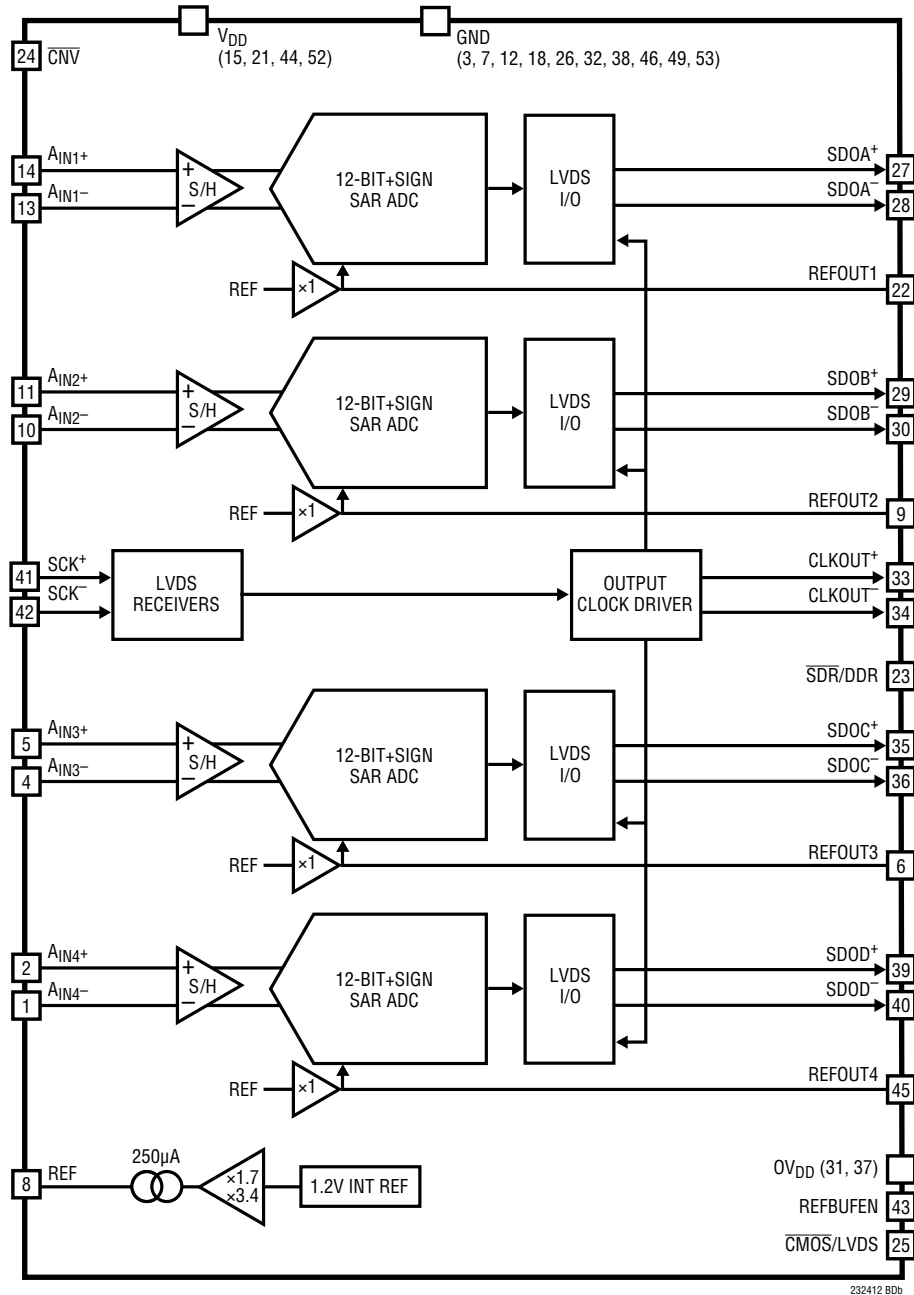 VDD
(15, 21, 44, 52)
GND
(3, 7, 12, 18, 26, 32, 38, 46, 49, 53)
24 CNV
14 AIN1+
13 AIN1–
+
S/H
–
12-BIT+SIGN
SAR ADC
LVDS
I/O
SDOA+ 27
SDOA– 28
REF ×1
REFOUT1 22
11 AIN2+
10 AIN2–
+
S/H
–
12-BIT+SIGN
SAR ADC
LVDS
I/O
SDOB+ 29
SDOB– 30
REF ×1
REFOUT2 9
41 SCK+
42 SCK–
LVDS
RECEIVERS
OUTPUT
CLOCK DRIVER
CLKOUT+ 33
CLKOUT– 34
SDR/DDR 23
5 AIN3+
4 AIN3–
+
S/H
–
12-BIT+SIGN
SAR ADC
LVDS
I/O
SDOC+ 35
SDOC– 36
REF ×1
REFOUT3 6
2 AIN4+
1 AIN4–
+
S/H
–
12-BIT+SIGN
SAR ADC
LVDS
I/O
SDOD+ 39
SDOD– 40
REF ×1
REFOUT4 45
8 REF
250µA
×1.7
×3.4
1.2V INT REF
OVDD (31, 37)
REFBUFEN 43
CMOS/LVDS 25
232412 BDb